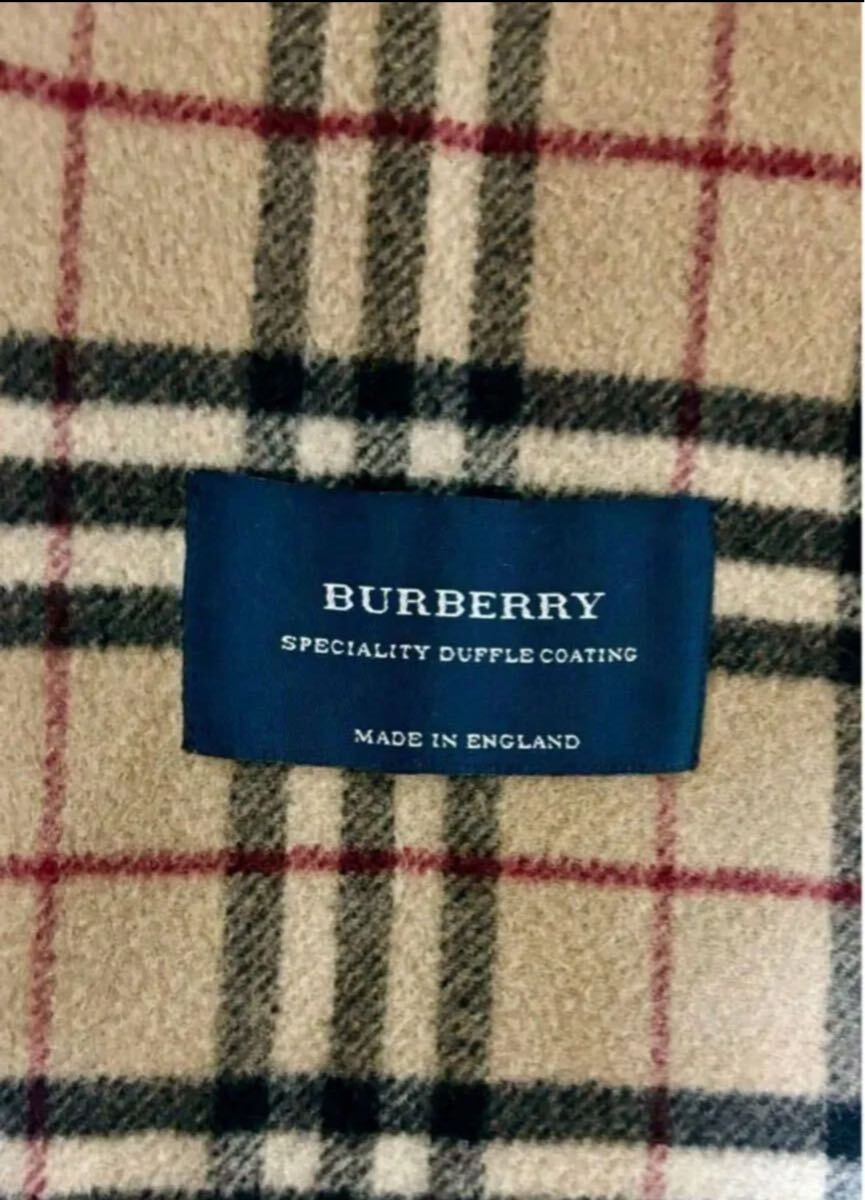 BURBERRY
SPECIALITY DUFFLE COATING
MADE IN ENGLAND